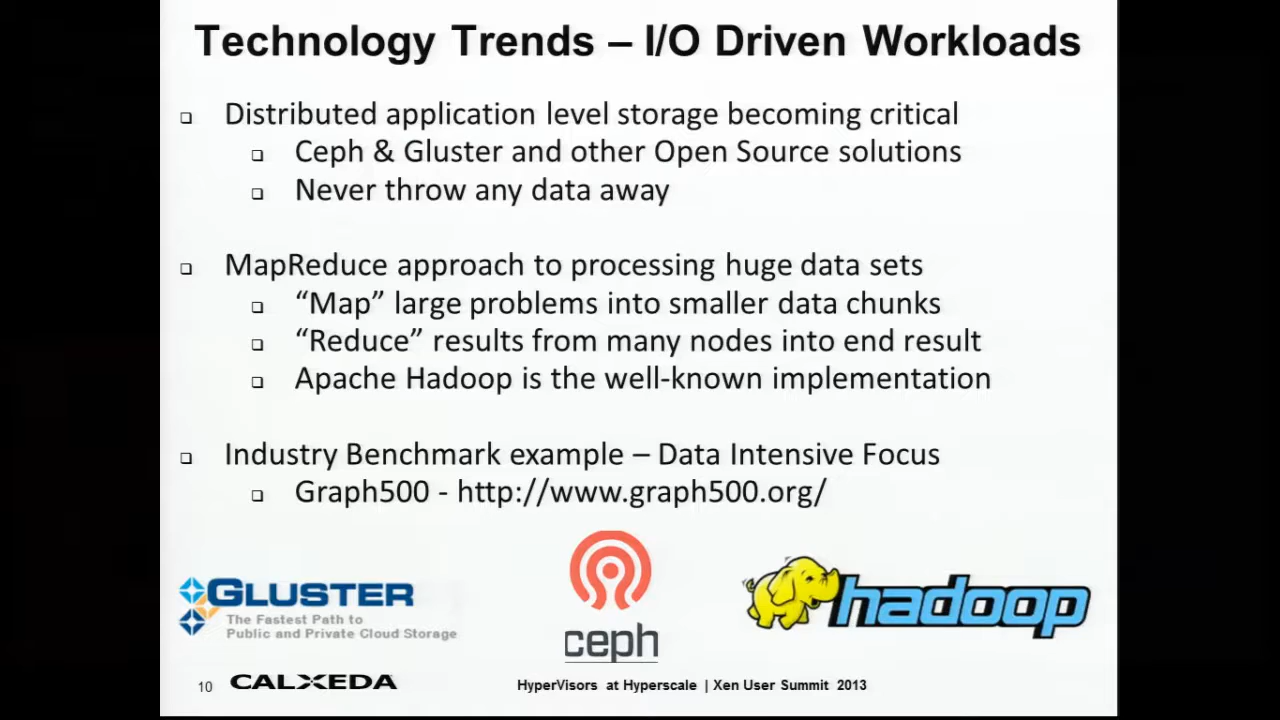 Technology Trends – I/O Driven Workloads
Distributed application level storage becoming critical
Ceph & Gluster and other Open Source solutions
Never throw any data away
MapReduce approach to processing huge data sets
“Map” large problems into smaller data chunks
“Reduce” results from many nodes into end result
Apache Hadoop is the well-known implementation
Industry Benchmark example – Data Intensive Focus
Graph500 - http://www.graph500.org/
GLUSTER
The Fastest Path to
Public and Private Cloud Storage
ceph
hadoop
10 CALXEDA HyperVisors at Hyperscale | Xen User Summit 2013